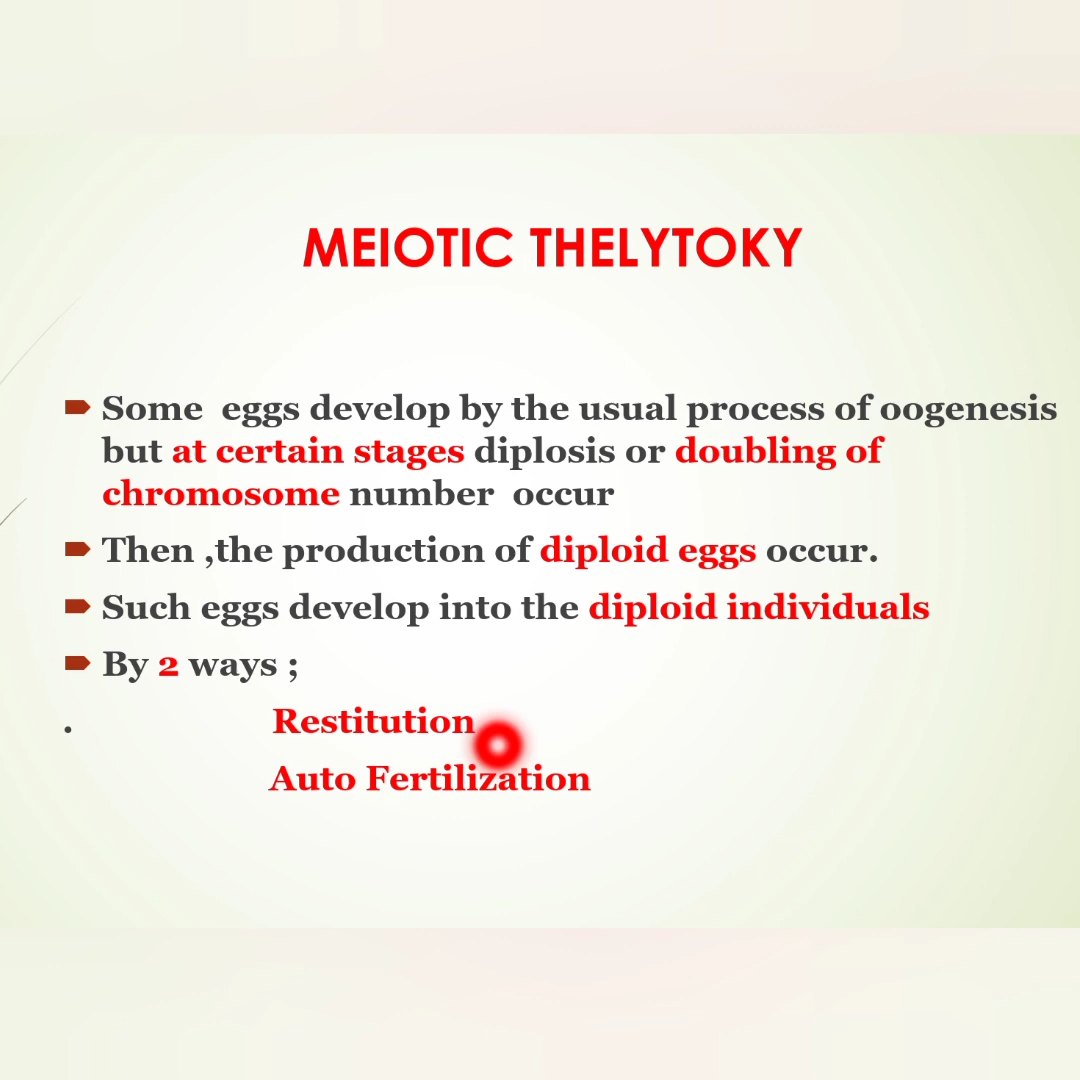 MEIOTIC THELYTOKY
Some eggs develop by the usual process of oogenesis
but at certain stages diplosis or doubling of
chromosome number occur
Then ,the production of diploid eggs occur.
Such eggs develop into the diploid individuals
By 2 ways ;
. Restitution
Auto Fertilization